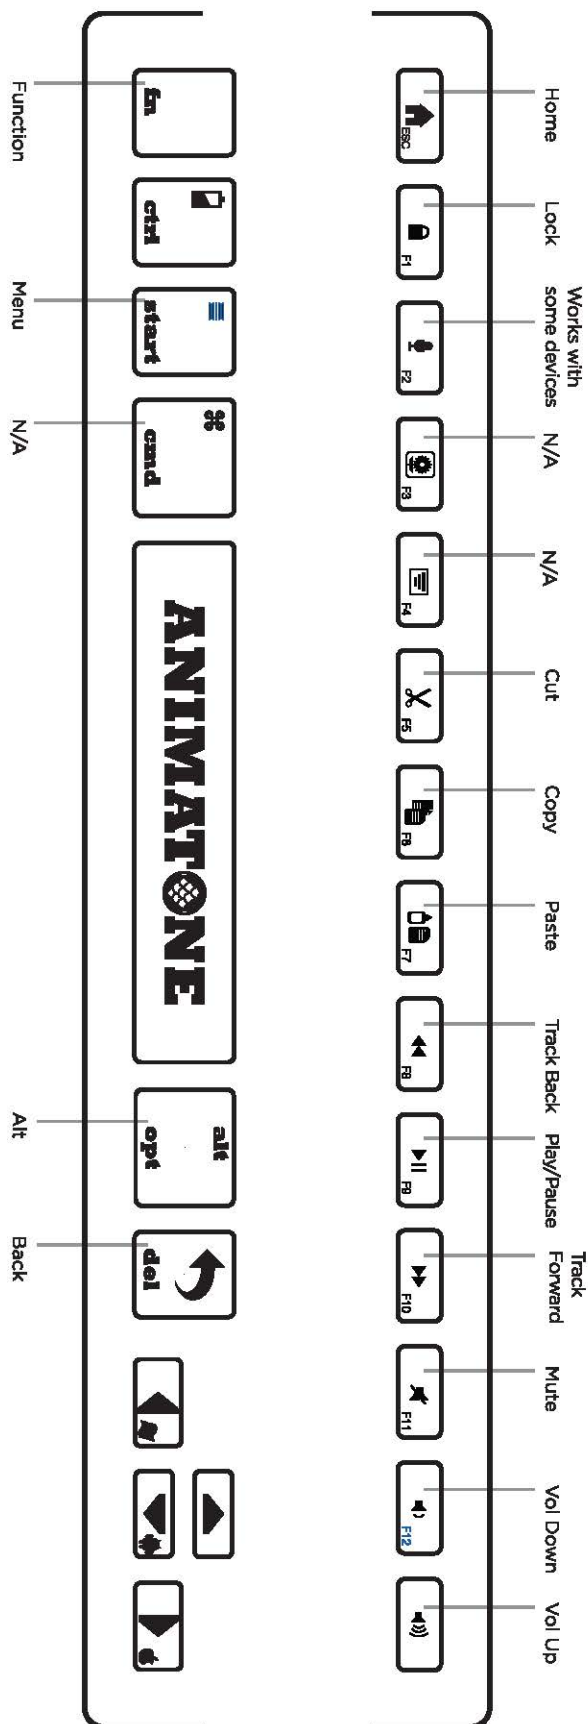 Home
Lock
Works with
some devices
N/A
N/A
Cut
Copy
Paste
Track Back
Play/Pause
Track
Forward
Mute
Vol Down
Vol Up
ESC
F1
F2
F3
F4
F5
F6
F7
F8
F9
F10
F11
F12
fn
ctrl
start
cmd
ANIMATONE
alt
opt
del
Function
Menu
N/A
Alt
Back